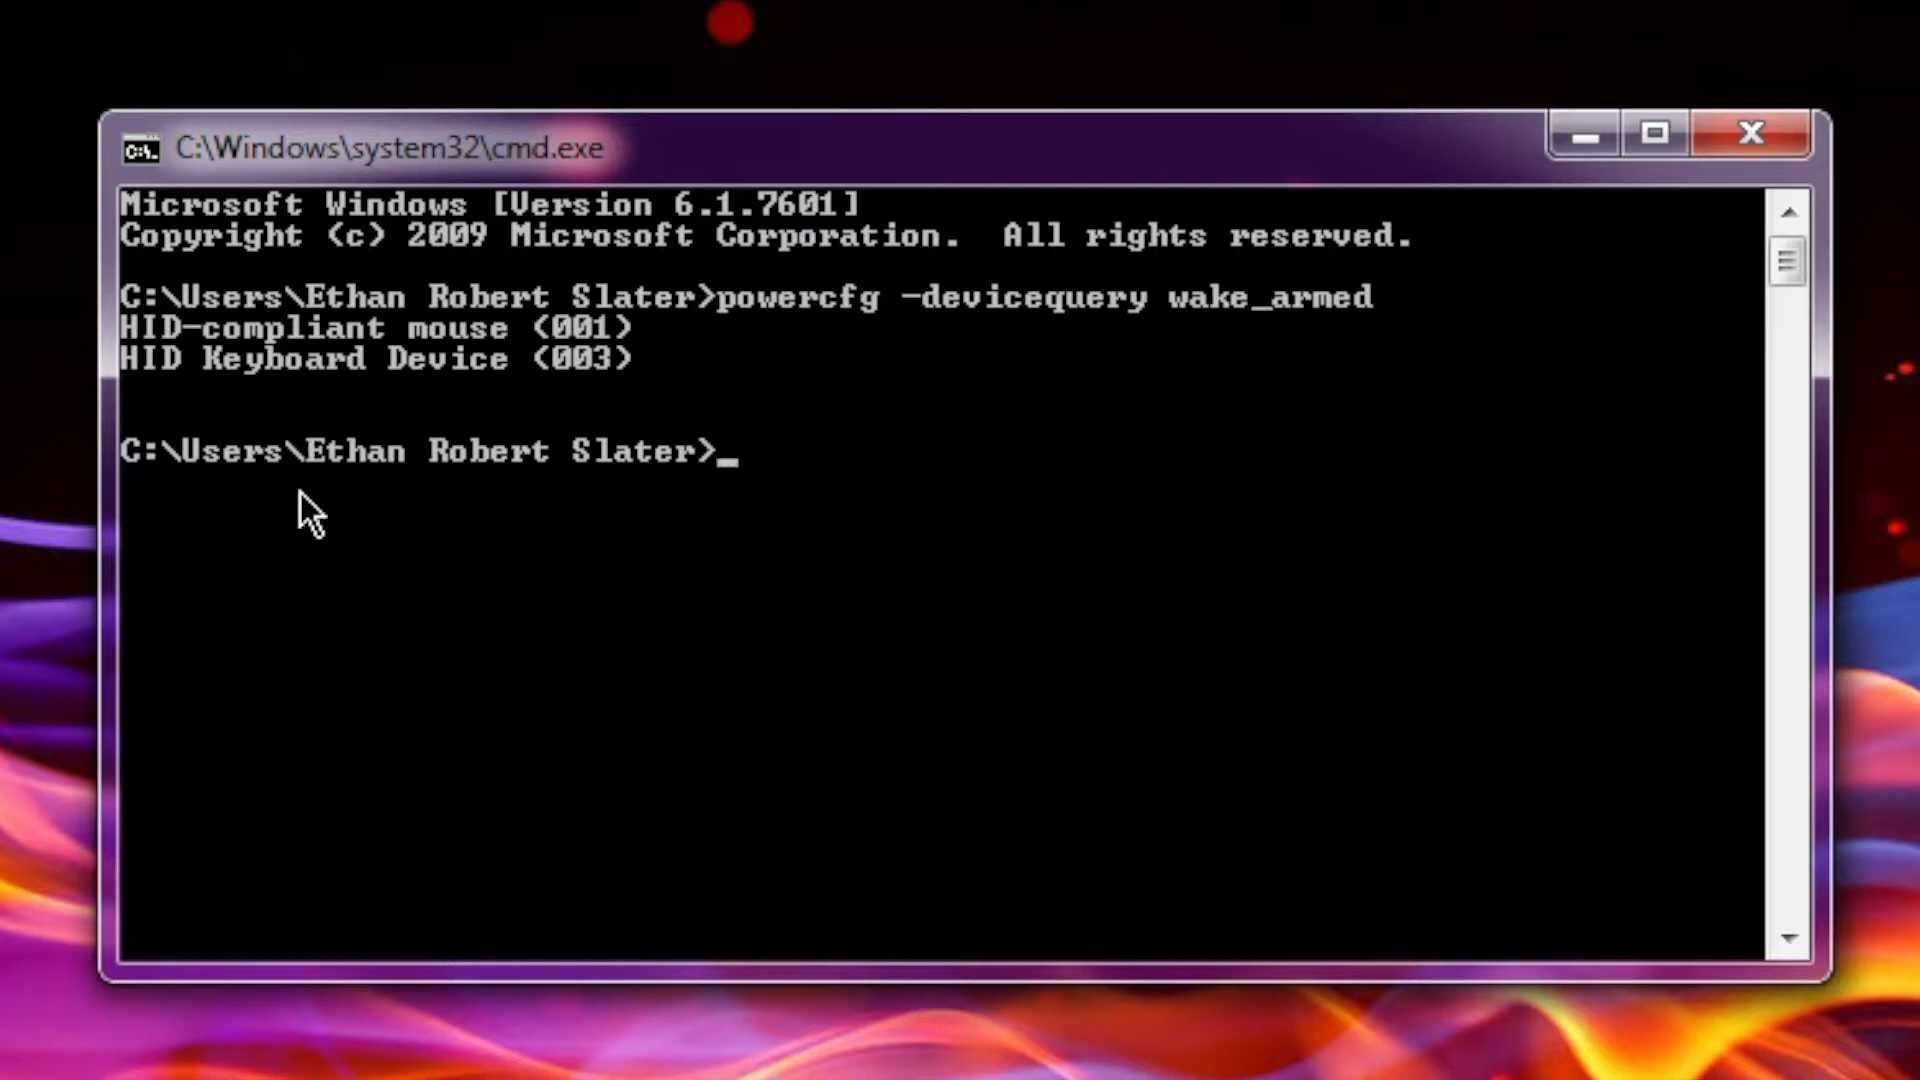 C:\Windows\system32\cmd.exe
Microsoft Windows [Version 6.1.7601]
Copyright (c) 2009 Microsoft Corporation.  All rights reserved.
C:\Users\Ethan Robert Slater>powercfg -devicequery wake_armed
HID-compliant mouse (001)
HID Keyboard Device (003)
C:\Users\Ethan Robert Slater>_